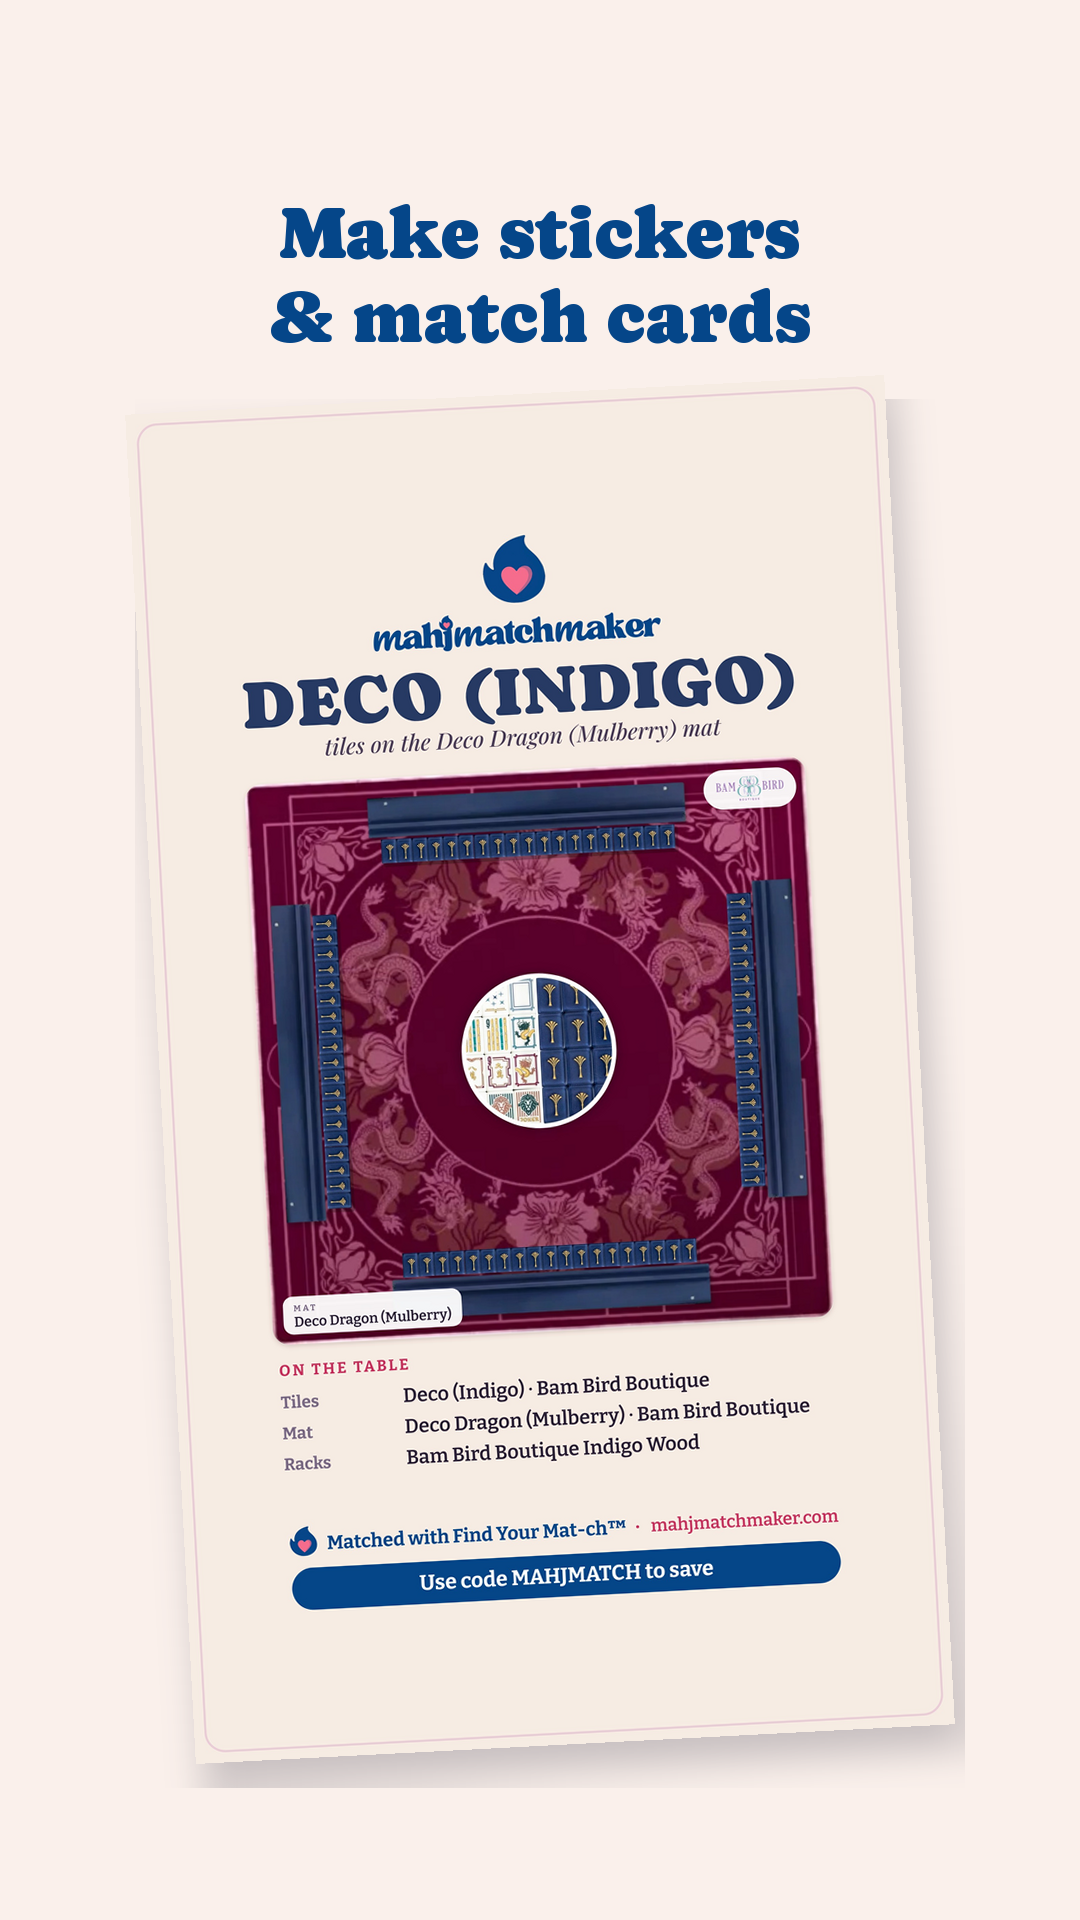 Make stickers
& match cards
mahjmatchmaker
DECO (INDIGO)
tiles on the Deco Dragon (Mulberry) mat
BAM BIRD
BOUTIQUE
MAT
Deco Dragon (Mulberry)
ON THE TABLE
Tiles Deco (Indigo) · Bam Bird Boutique
Mat Deco Dragon (Mulberry) · Bam Bird Boutique
Racks Bam Bird Boutique Indigo Wood
Matched with Find Your Mat-ch™ · mahjmatchmaker.com
Use code MAHJMATCH to save